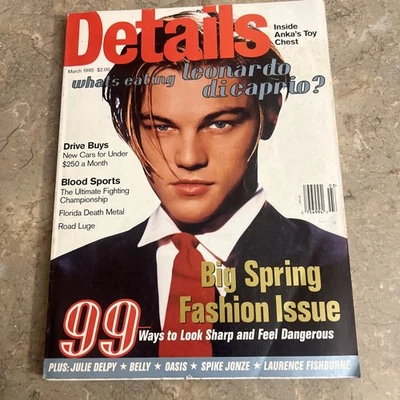 Details
Inside
Anka's Toy
Chest
March 1995 $2.00
what's eating leonardo
dicaprio?
Drive Buys
New Cars for Under
$250 a Month
Blood Sports
The Ultimate Fighting
Championship
Florida Death Metal
Road Luge
Big Spring
Fashion Issue
99 Ways to Look Sharp and Feel Dangerous
PLUS: JULIE DELPY ★ BELLY ★ OASIS ★ SPIKE JONZE ★ LAURENCE FISHBURNE